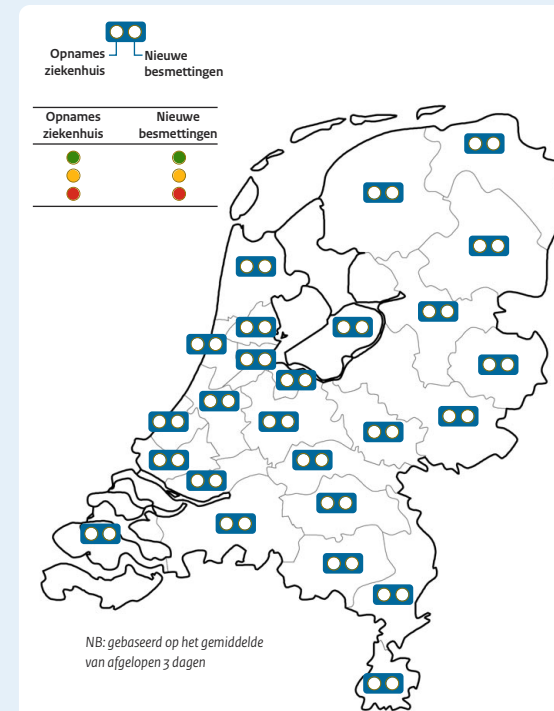 Opnames
ziekenhuis
Nieuwe
besmettingen
Opnames
ziekenhuis
Nieuwe
besmettingen
NB: gebaseerd op het gemiddelde
van afgelopen 3 dagen